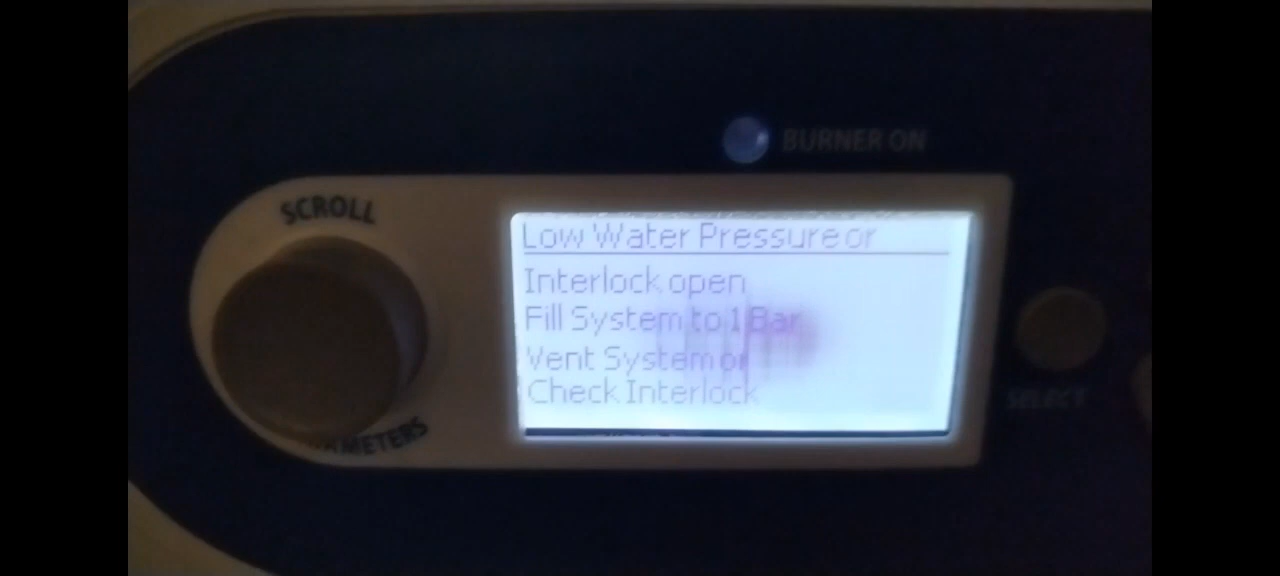 BURNER ON
SCROLL
Low Water Pressure or
Interlock open
Fill System to 1 Bar
Vent System or
Check Interlock
SELECT